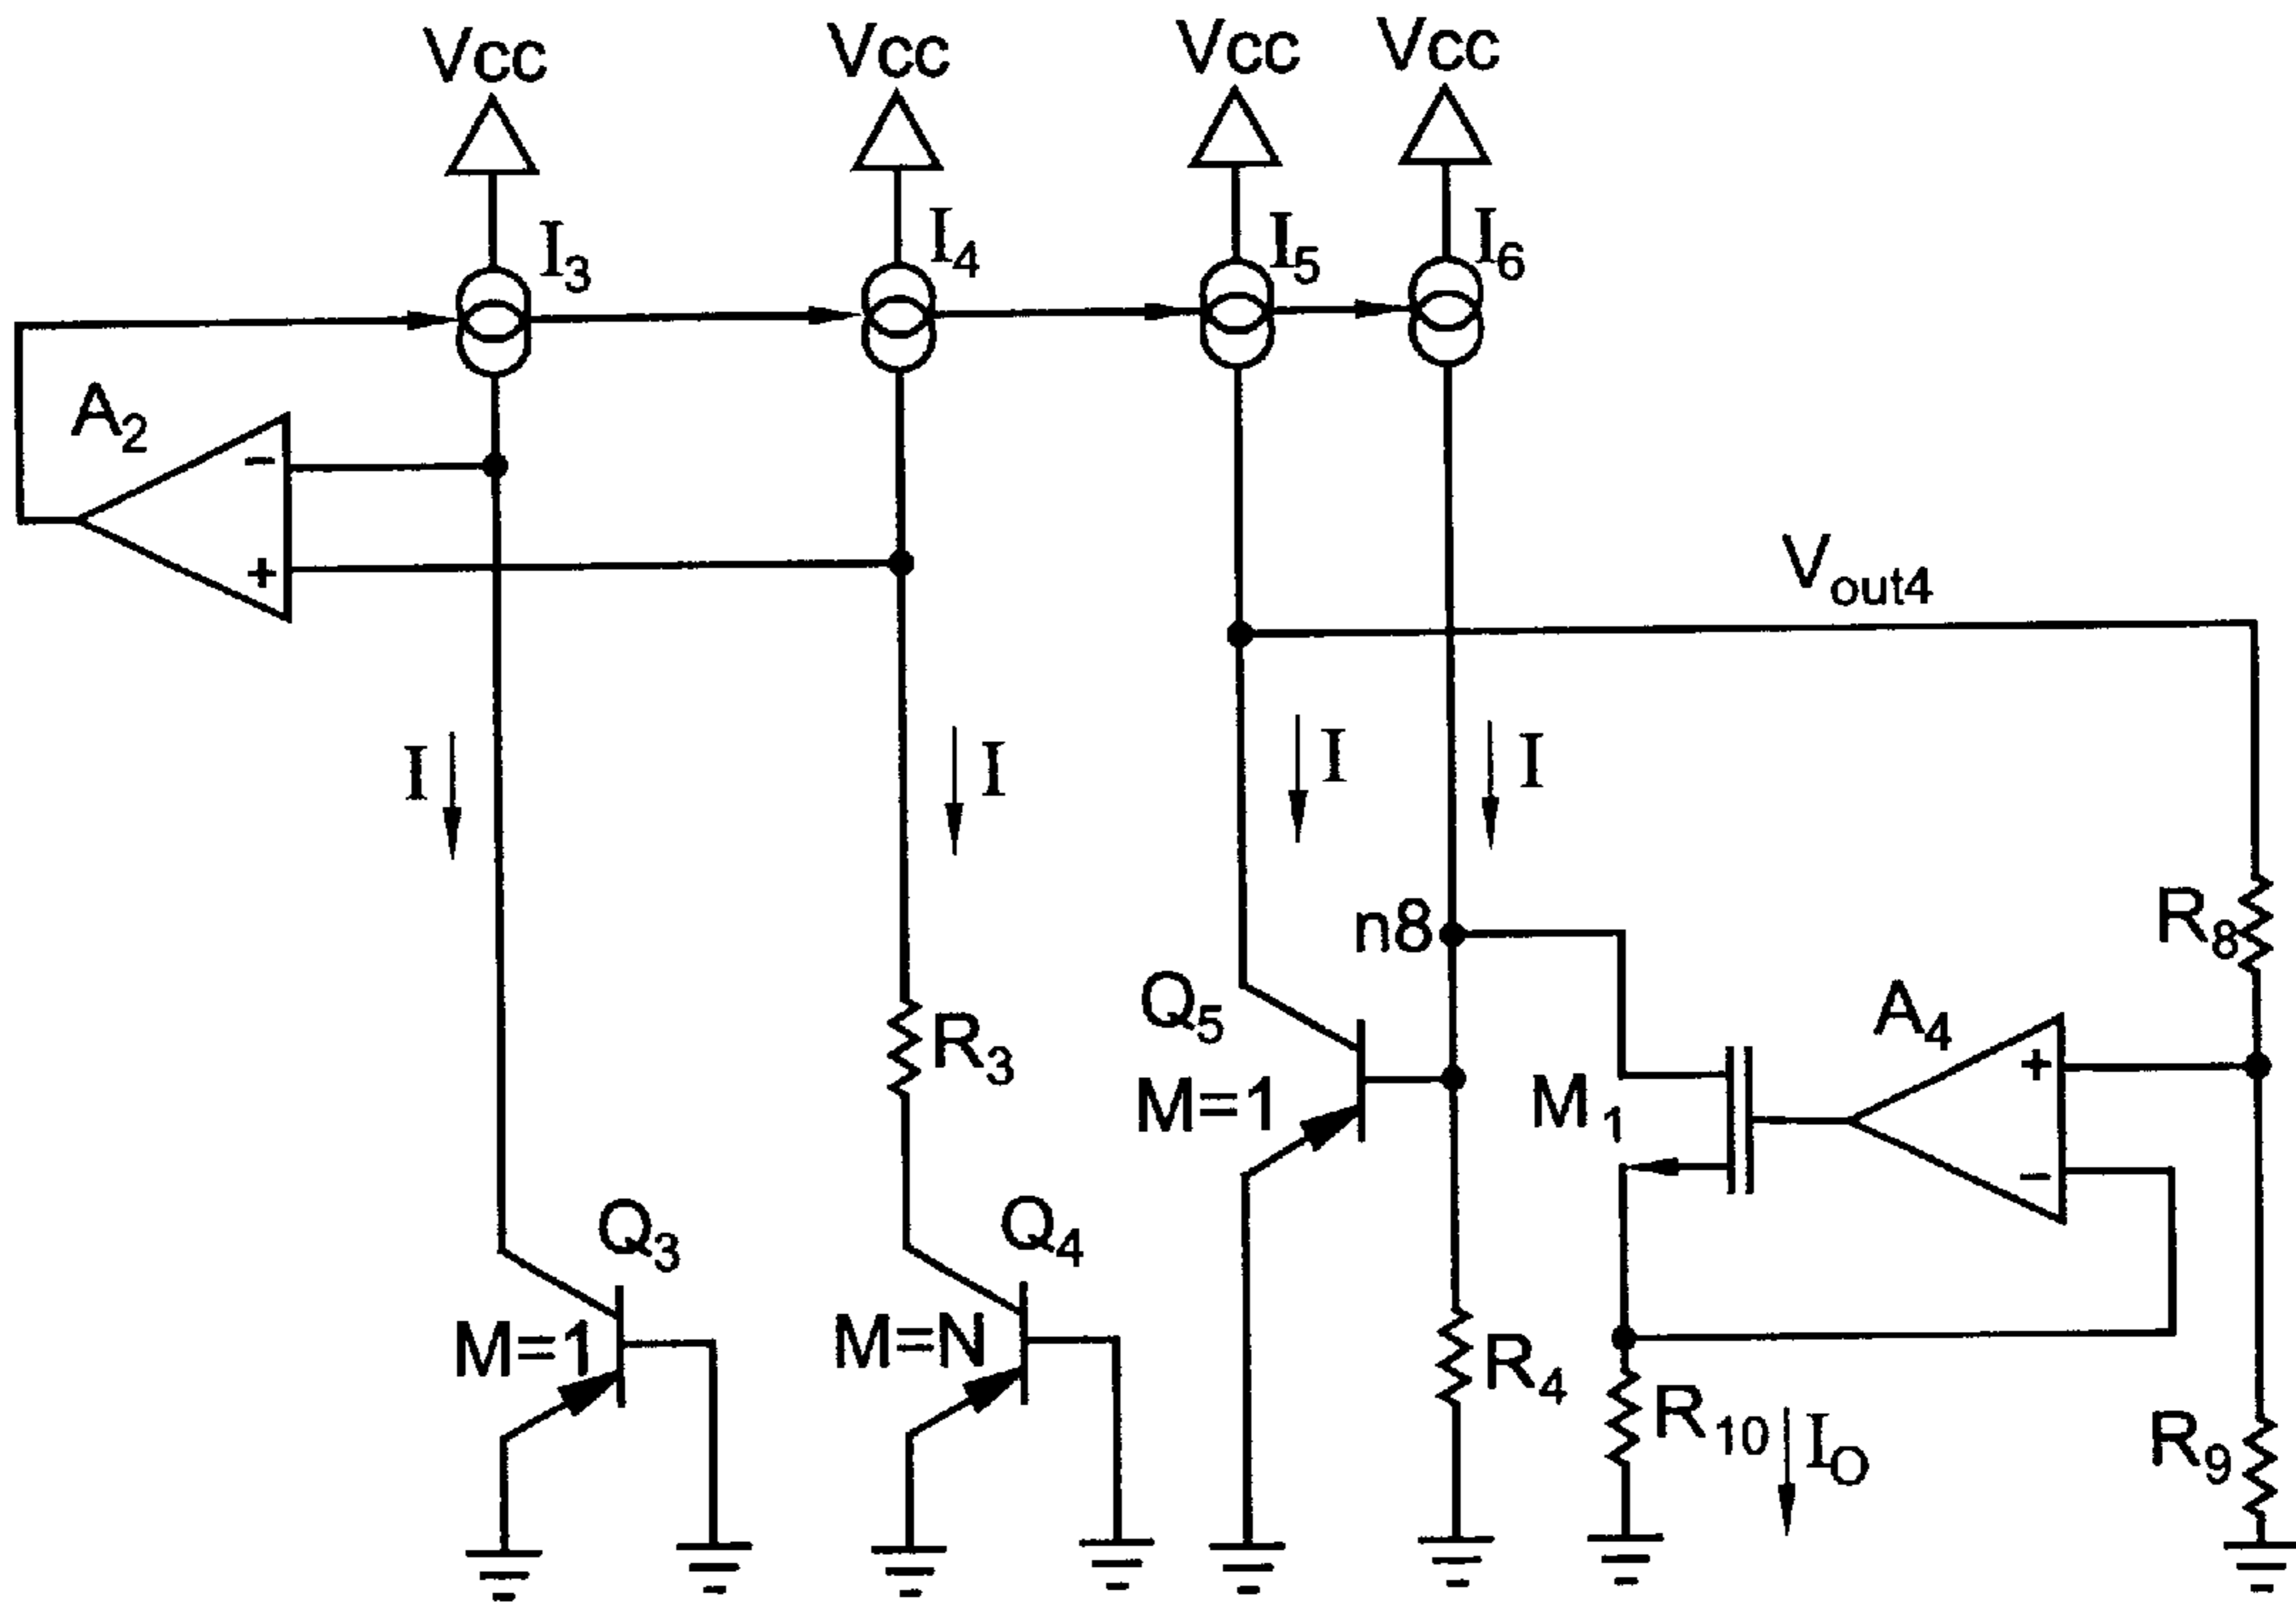 Vcc Vcc Vcc Vcc
I3 I4 I5 I6
A2
- 
+
Vout4
I I I I
n8
R8
Q5
M=1
R3
A4
+
-
M1
Q3
M=1
Q4
M=N
R4
R10
IO
R9